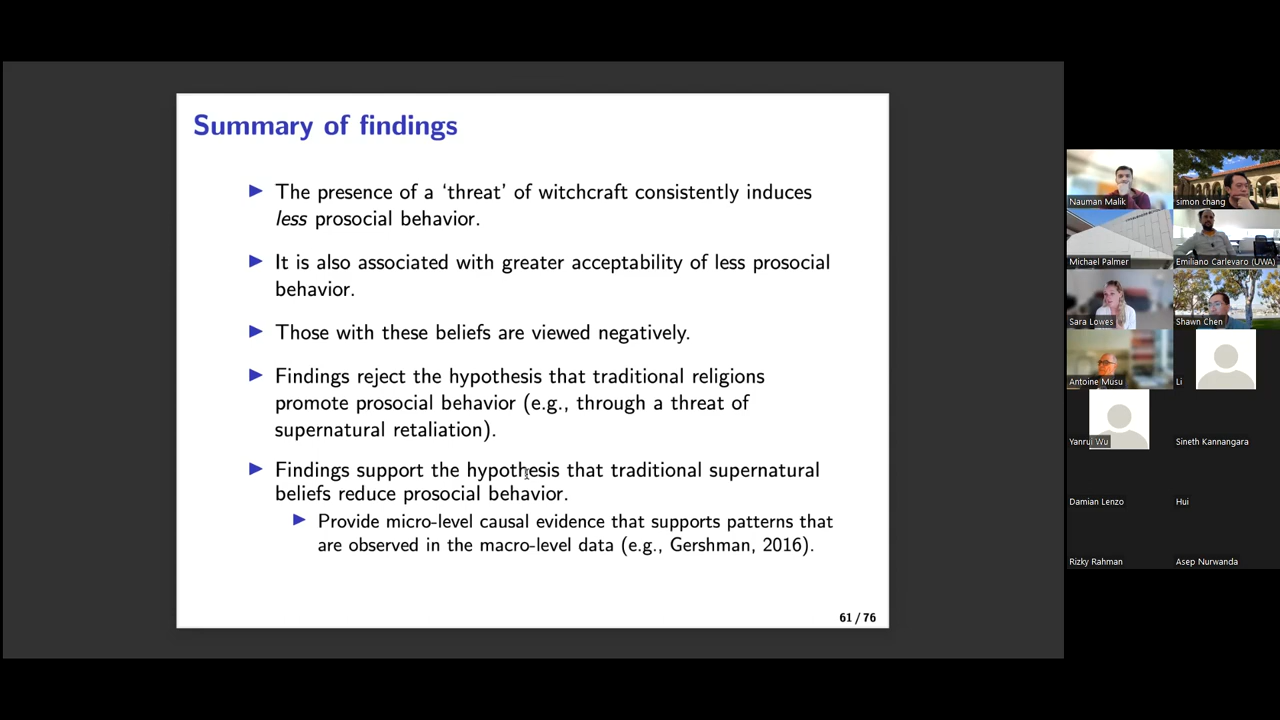 Summary of findings
▶ The presence of a ‘threat’ of witchcraft consistently induces
less prosocial behavior.
▶ It is also associated with greater acceptability of less prosocial
behavior.
▶ Those with these beliefs are viewed negatively.
▶ Findings reject the hypothesis that traditional religions
promote prosocial behavior (e.g., through a threat of
supernatural retaliation).
▶ Findings support the hypothesis that traditional supernatural
beliefs reduce prosocial behavior.
▶ Provide micro-level causal evidence that supports patterns that
are observed in the macro-level data (e.g., Gershman, 2016).
61 / 76
Nauman Malik
simon chang
Michael Palmer
Emiliano Carlevaro (UWA)
Sara Lowes
Shawn Chen
Antoine Musu
Li
Yanrui Wu
Sineth Kannangara
Damian Lenzo
Hui
Rizky Rahman
Asep Nurwanda